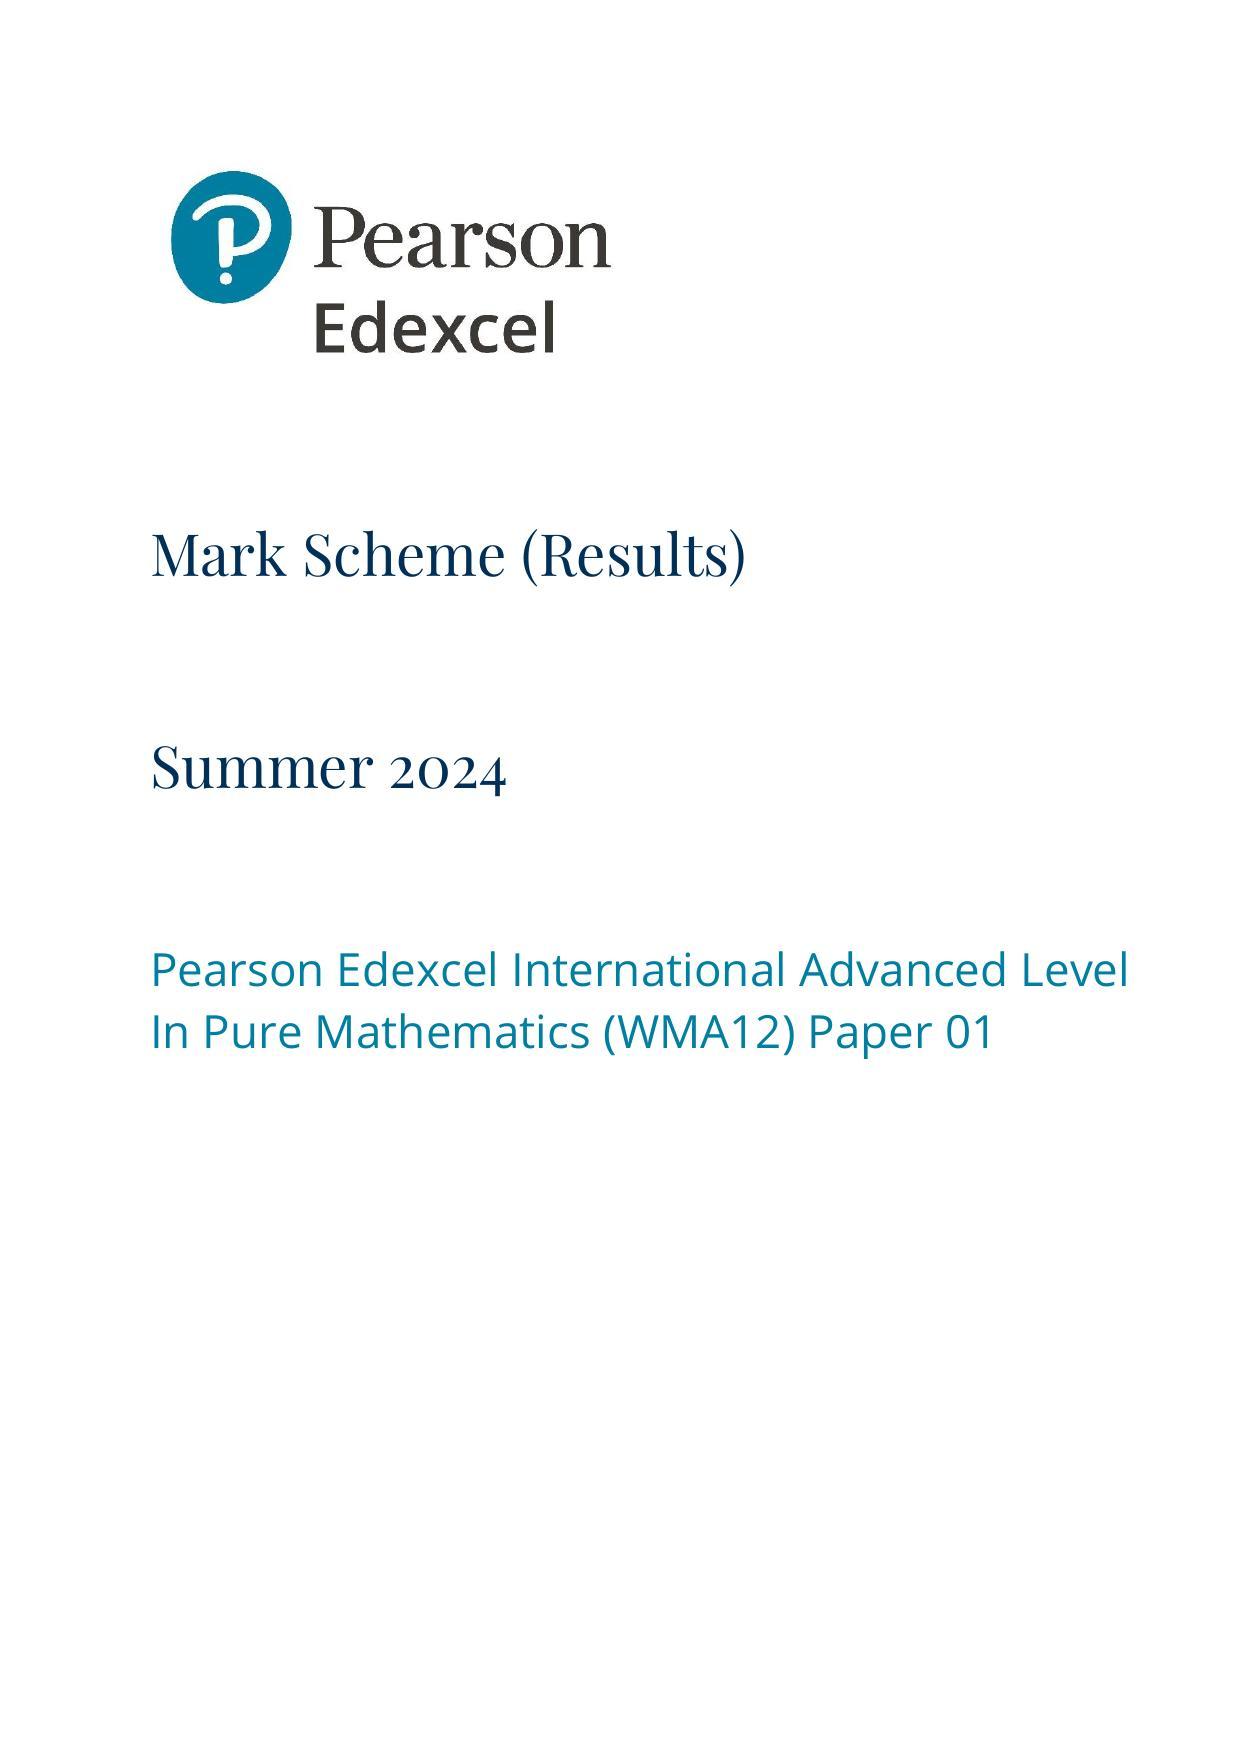 Pearson
Edexcel
Mark Scheme (Results)
Summer 2024
Pearson Edexcel International Advanced Level
In Pure Mathematics (WMA12) Paper 01